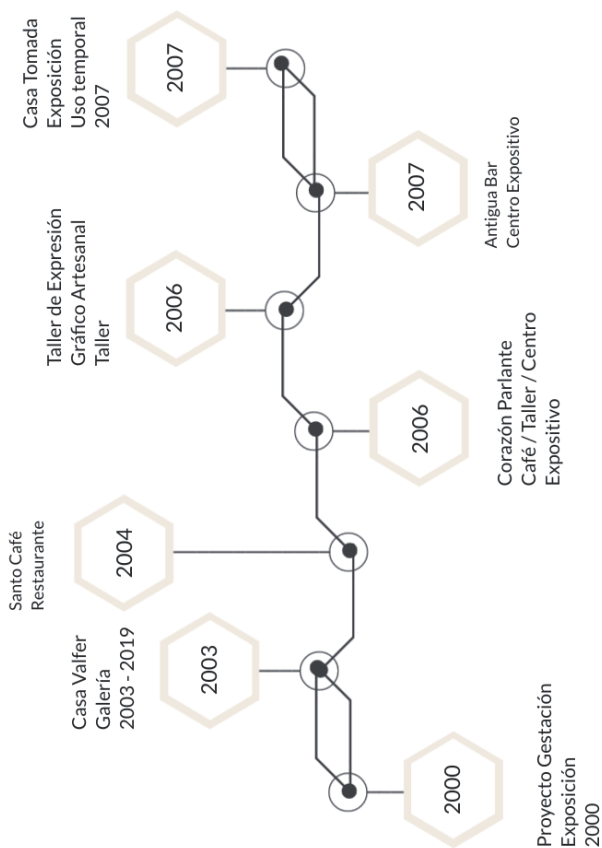 Proyecto Gestación
Exposición
2000
2000
Casa Valfer
Galería
2003 - 2019
2003
Santo Café
Restaurante
2004
2006
Corazón Parlante
Café / Taller / Centro
Expositivo
Taller de Expresión
Gráfico Artesanal
Taller
2006
2007
Antigua Bar
Centro Expositivo
Casa Tomada
Exposición
Uso temporal
2007
2007